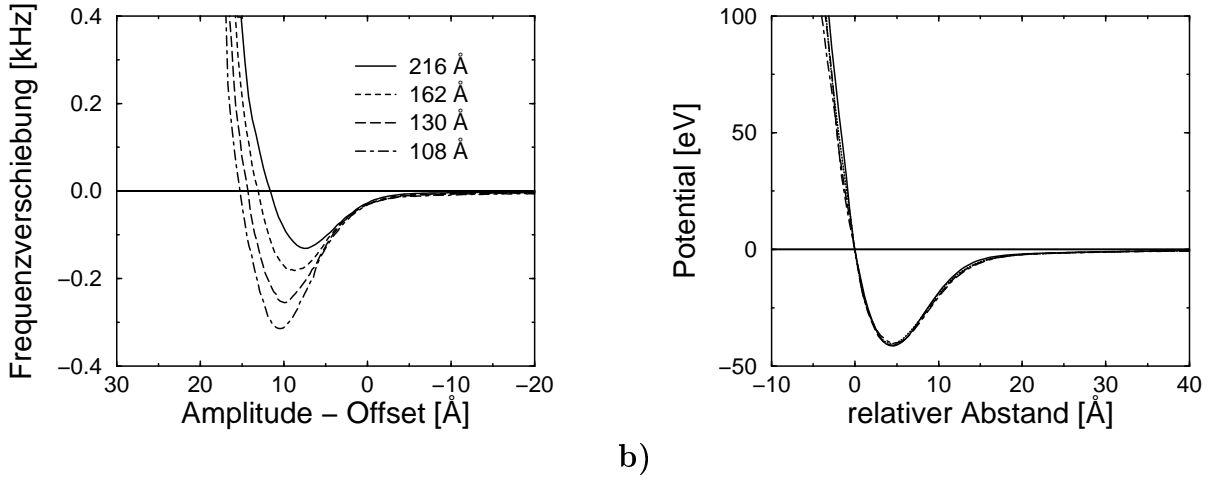 Frequenzverschiebung [kHz]
0.4
0.2
0.0
−0.2
−0.4
30
20
10
0
−10
−20
Amplitude − Offset [Å]
216 Å
162 Å
130 Å
108 Å
Potential [eV]
100
50
0
−50
−10
0
10
20
30
40
relativer Abstand [Å]
b)